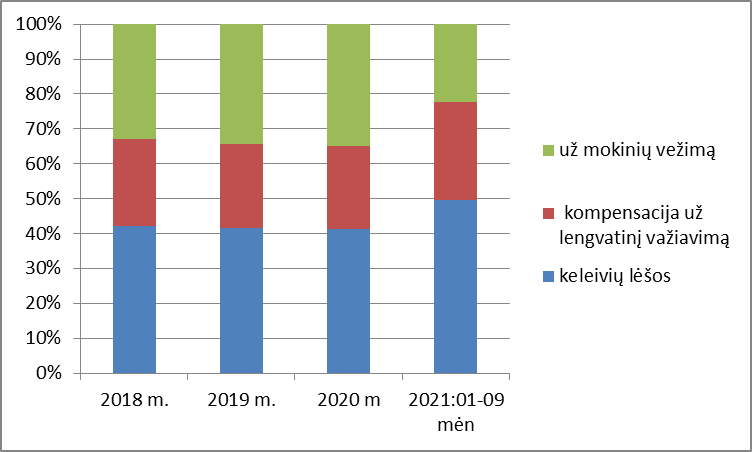 100%
90%
80%
70%
60%
50%
40%
30%
20%
10%
0%
2018 m.
2019 m.
2020 m
2021:01-09
mėn
už mokinių vežimą
kompensacija už
lengvatinį važiavimą
keleivių lėšos